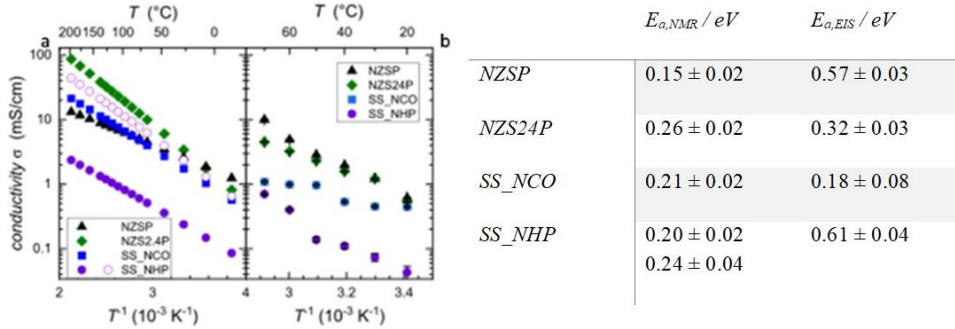 T (°C)
200 150 100 50 0
T (°C)
60 40 20
a
b
conductivity σ (mS/cm)
100
10
1
0.1
NZSP
NZS2.4P
SS_NCO
SS_NHP
NZSP
NZS24P
SS_NCO
SS_NHP
2 3 4
3 3.2 3.4
T⁻¹ (10⁻³ K⁻¹)
T⁻¹ (10⁻³ K⁻¹)
Eₐ,NMR / eV Eₐ,EIS / eV
NZSP 0.15 ± 0.02 0.57 ± 0.03
NZS24P 0.26 ± 0.02 0.32 ± 0.03
SS_NCO 0.21 ± 0.02 0.18 ± 0.08
SS_NHP 0.20 ± 0.02 0.61 ± 0.04
0.24 ± 0.04